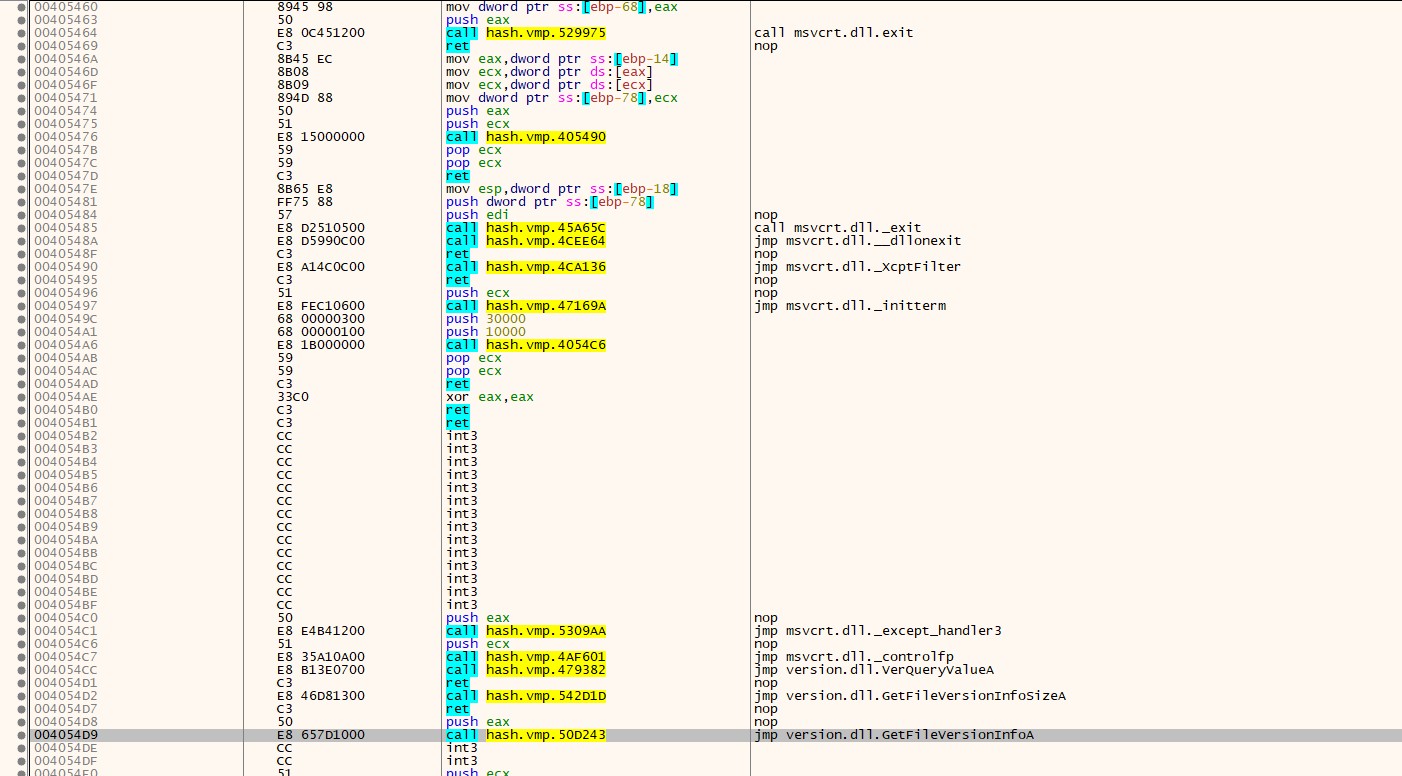 00405460 8945 98 mov dword ptr ss:[ebp-68],eax
00405463 50 push eax
00405464 E8 0C451200 call hash.vmp.529975 call msvcrt.dll.exit
00405469 C3 ret nop
0040546A 8B45 EC mov eax,dword ptr ss:[ebp-14]
0040546D 8B08 mov ecx,dword ptr ds:[eax]
0040546F 8B09 mov ecx,dword ptr ds:[ecx]
00405471 894D 88 mov dword ptr ss:[ebp-78],ecx
00405474 50 push eax
00405475 51 push ecx
00405476 E8 15000000 call hash.vmp.405490
0040547B 59 pop ecx
0040547C 59 pop ecx
0040547D C3 ret
0040547E 8B65 E8 mov esp,dword ptr ss:[ebp-18]
00405481 FF75 88 push dword ptr ss:[ebp-78]
00405484 57 push edi nop
00405485 E8 D2510500 call hash.vmp.45A65C call msvcrt.dll._exit
0040548A E8 D5990C00 call hash.vmp.4CEE64 jmp msvcrt.dll.__dllonexit
0040548F C3 ret nop
00405490 E8 A14C0C00 call hash.vmp.4CA136 jmp msvcrt.dll._XcptFilter
00405495 C3 ret nop
00405496 51 push ecx nop
00405497 E8 FEC10600 call hash.vmp.47169A jmp msvcrt.dll._initterm
0040549C 68 00000300 push 30000
004054A1 68 00000100 push 10000
004054A6 E8 1B000000 call hash.vmp.4054C6
004054AB 59 pop ecx
004054AC 59 pop ecx
004054AD C3 ret
004054AE 33C0 xor eax,eax
004054B0 C3 ret
004054B1 C3 ret
004054B2 CC int3
004054B3 CC int3
004054B4 CC int3
004054B5 CC int3
004054B6 CC int3
004054B7 CC int3
004054B8 CC int3
004054B9 CC int3
004054BA CC int3
004054BB CC int3
004054BC CC int3
004054BD CC int3
004054BE CC int3
004054BF CC int3
004054C0 50 push eax nop
004054C1 E8 E4B41200 call hash.vmp.5309AA jmp msvcrt.dll._except_handler3
004054C6 51 push ecx nop
004054C7 E8 35A10A00 call hash.vmp.4AF601 jmp msvcrt.dll._controlfp
004054CC E8 B13E0700 call hash.vmp.479382 jmp version.dll.VerQueryValueA
004054D1 C3 ret nop
004054D2 E8 46D81300 call hash.vmp.542D1D jmp version.dll.GetFileVersionInfoSizeA
004054D7 C3 ret nop
004054D8 50 push eax nop
004054D9 E8 657D1000 call hash.vmp.50D243 jmp version.dll.GetFileVersionInfoA
004054DE CC int3
004054DF CC int3
004054E0 51 push ecx